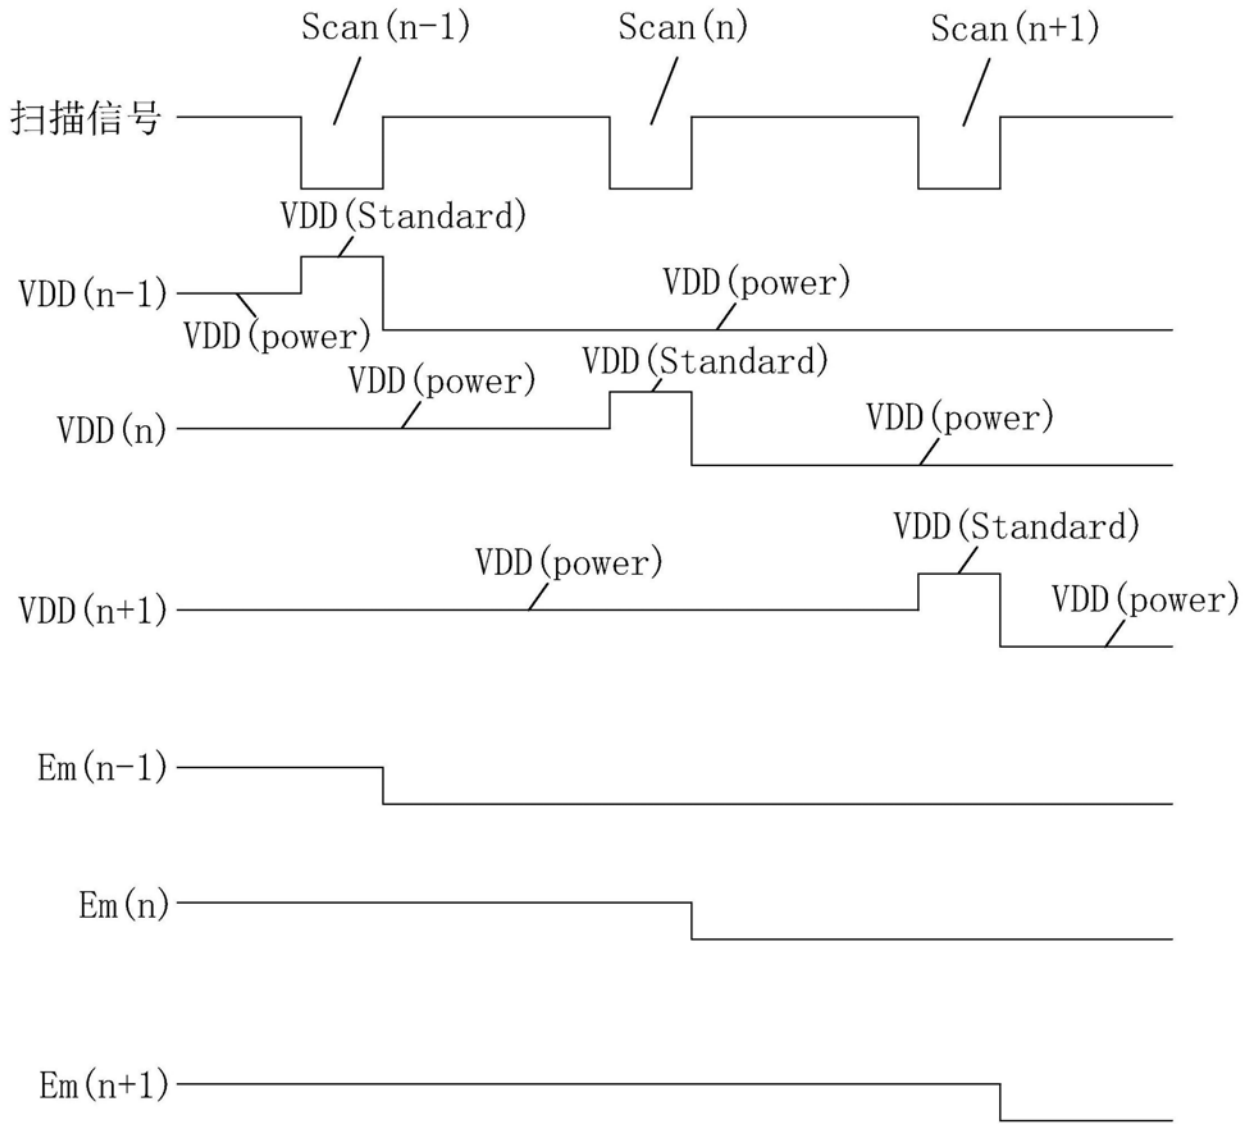 Scan(n-1)
Scan(n)
Scan(n+1)
扫描信号
VDD(Standard)
VDD(n-1)
VDD(power)
VDD(power)
VDD(Standard)
VDD(power)
VDD(n)
VDD(power)
VDD(Standard)
VDD(power)
VDD(n+1)
VDD(power)
Em(n-1)
Em(n)
Em(n+1)